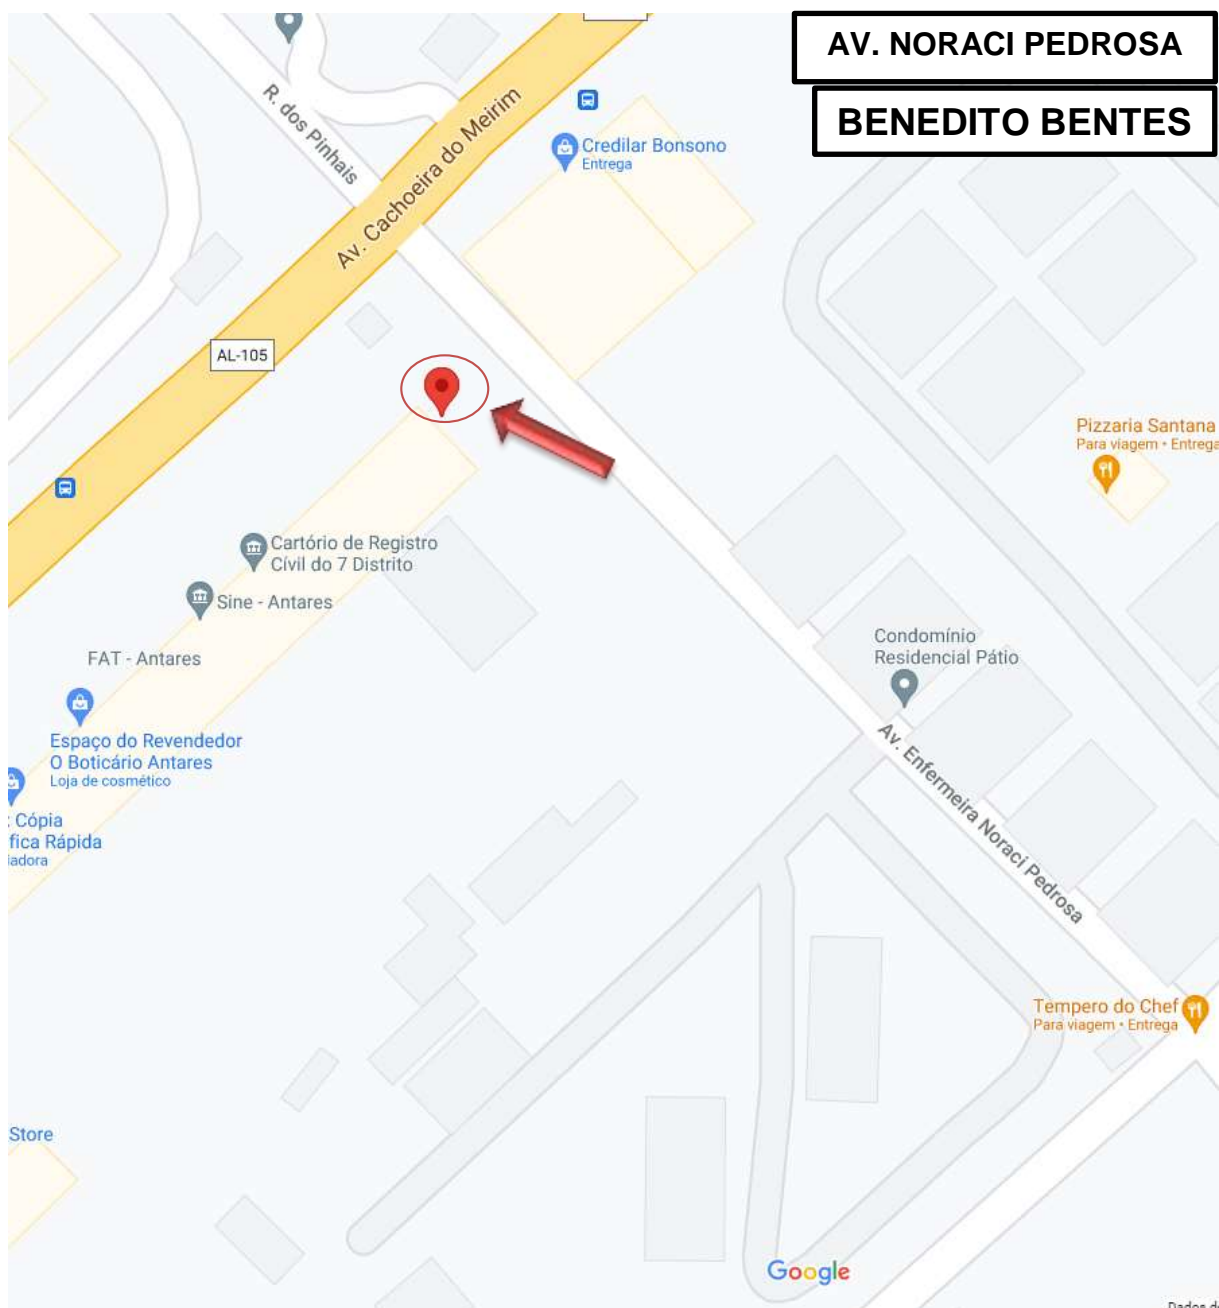 AV. NORACI PEDROSA
BENEDITO BENTES
R. dos Pinhais
Av. Cachoeira do Meirim
Credilar Bonsono
Entrega
AL-105
Pizzaria Santana
Para viagem • Entrega
Cartório de Registro
Cívil do 7 Distrito
Sine - Antares
FAT - Antares
Condomínio
Residencial Pátio
Espaço do Revendedor
O Boticário Antares
Loja de cosmético
Av. Enfermeira Noraci Pedrosa
Cópia
fica Rápida
iadora
Tempero do Chef
Para viagem • Entrega
Store
Google
Dados d